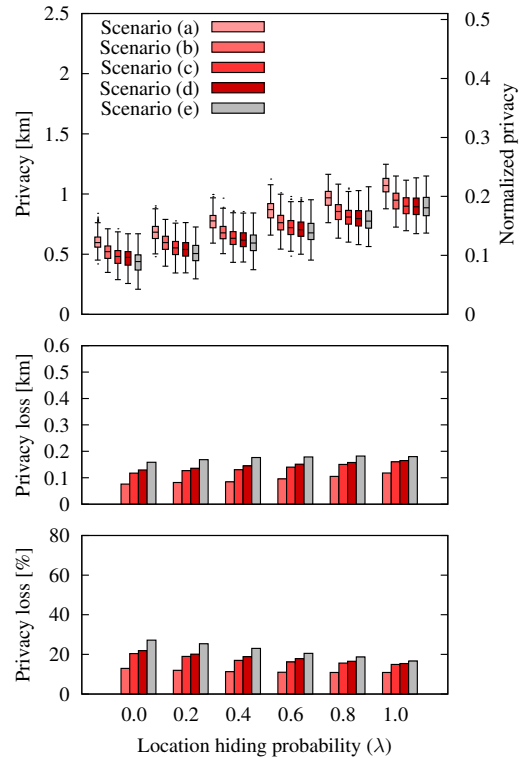 Scenario (a)
Scenario (b)
Scenario (c)
Scenario (d)
Scenario (e)
Privacy [km]
2.5
2
1.5
1
0.5
0
Normalized privacy
0.5
0.4
0.3
0.2
0.1
0
Privacy loss [km]
0.6
0.5
0.4
0.3
0.2
0.1
0
Privacy loss [%]
80
60
40
20
0
0.0 0.2 0.4 0.6 0.8 1.0
Location hiding probability (λ)